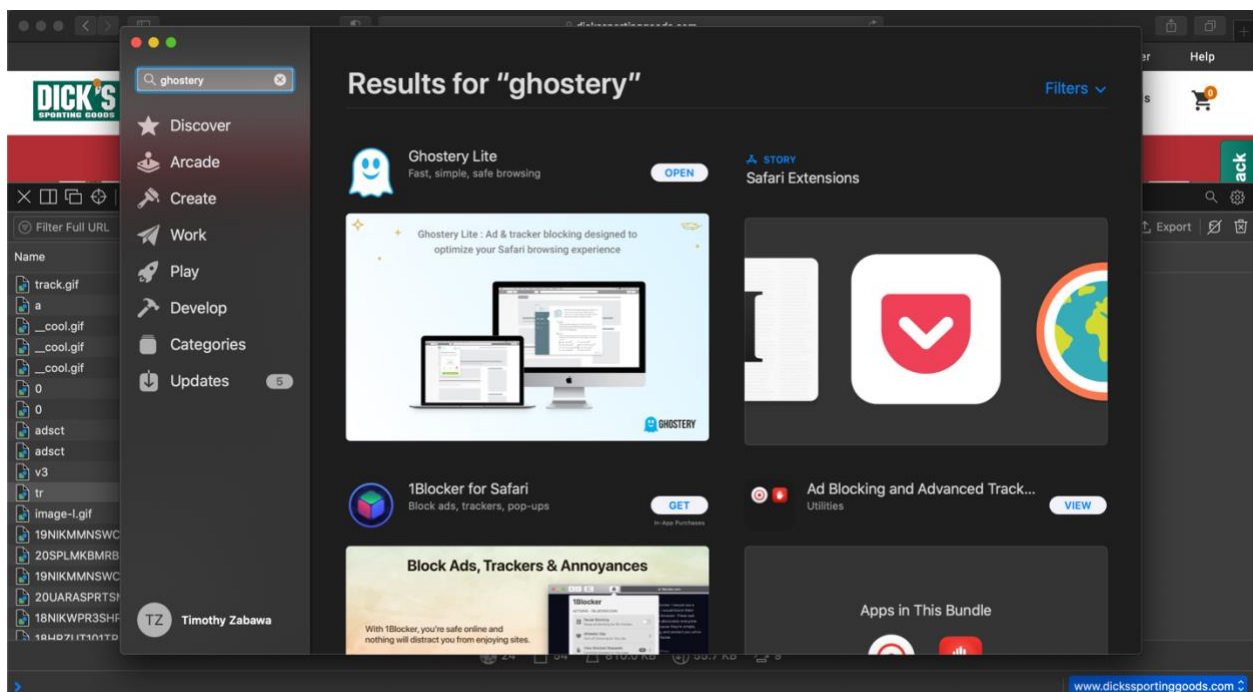 er
Help
DICK'S
SPORTING GOODS
s
0
ack
Filter Full URL
Export
Name
track.gif
a
__cool.gif
__cool.gif
__cool.gif
0
0
adsct
adsct
v3
tr
image-l.gif
19NIKMMNSWC
20SPLMKBMRB
19NIKMMNSWC
20UARASPRTS
18NIKWPR3SHF
ghostery
Discover
Arcade
Create
Work
Play
Develop
Categories
Updates 5
TZ Timothy Zabawa
Results for “ghostery”
Filters
Ghostery Lite
Fast, simple, safe browsing
OPEN
STORY
Safari Extensions
Ghostery Lite : Ad & tracker blocking designed to
optimize your Safari browsing experience
GHOSTERY
1Blocker for Safari
Block ads, trackers, pop-ups
GET
In-App Purchases
Ad Blocking and Advanced Track...
Utilities
VIEW
Block Ads, Trackers & Annoyances
With 1Blocker, you're safe online and
nothing will distract you from enjoying sites.
1Blocker
Apps in This Bundle
www.dickssportinggoods.com